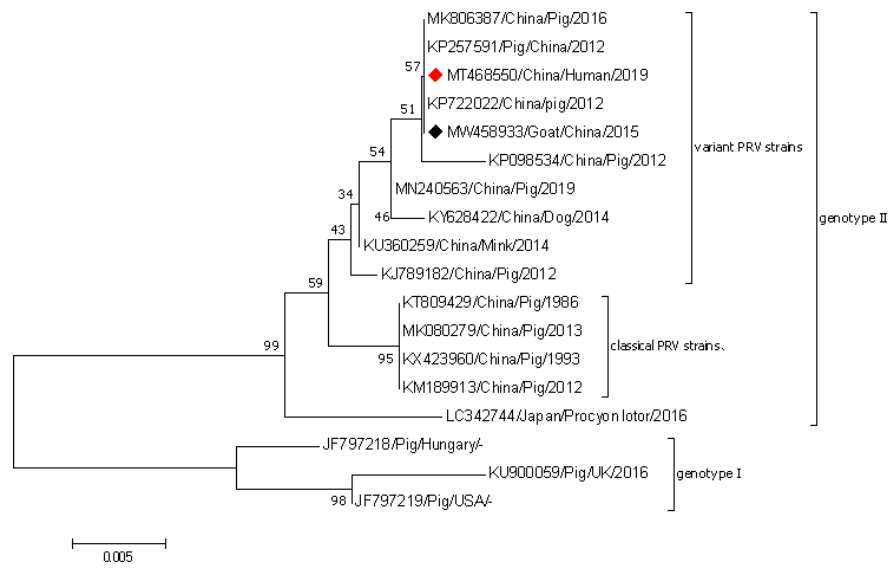 MK806387/China/Pig/2016
KP257591/Pig/China/2012
57
MT468550/China/Human/2019
KP722022/China/pig/2012
51
MW458933/Goat/China/2015
variant PRV strains
54
KP098534/China/Pig/2012
MN240563/China/Pig/2019
34
46
KY628422/China/Dog/2014
genotype II
43
KU360259/China/Mink/2014
KJ789182/China/Pig/2012
59
KT809429/China/Pig/1986
MK080279/China/Pig/2013
classical PRV strains、
99
95
KX423960/China/Pig/1993
KM189913/China/Pig/2012
LC342744/Japan/Procyon lotor/2016
JF797218/Pig/Hungary/-
KU900059/Pig/UK/2016
genotype I
98
JF797219/Pig/USA/-
0.005